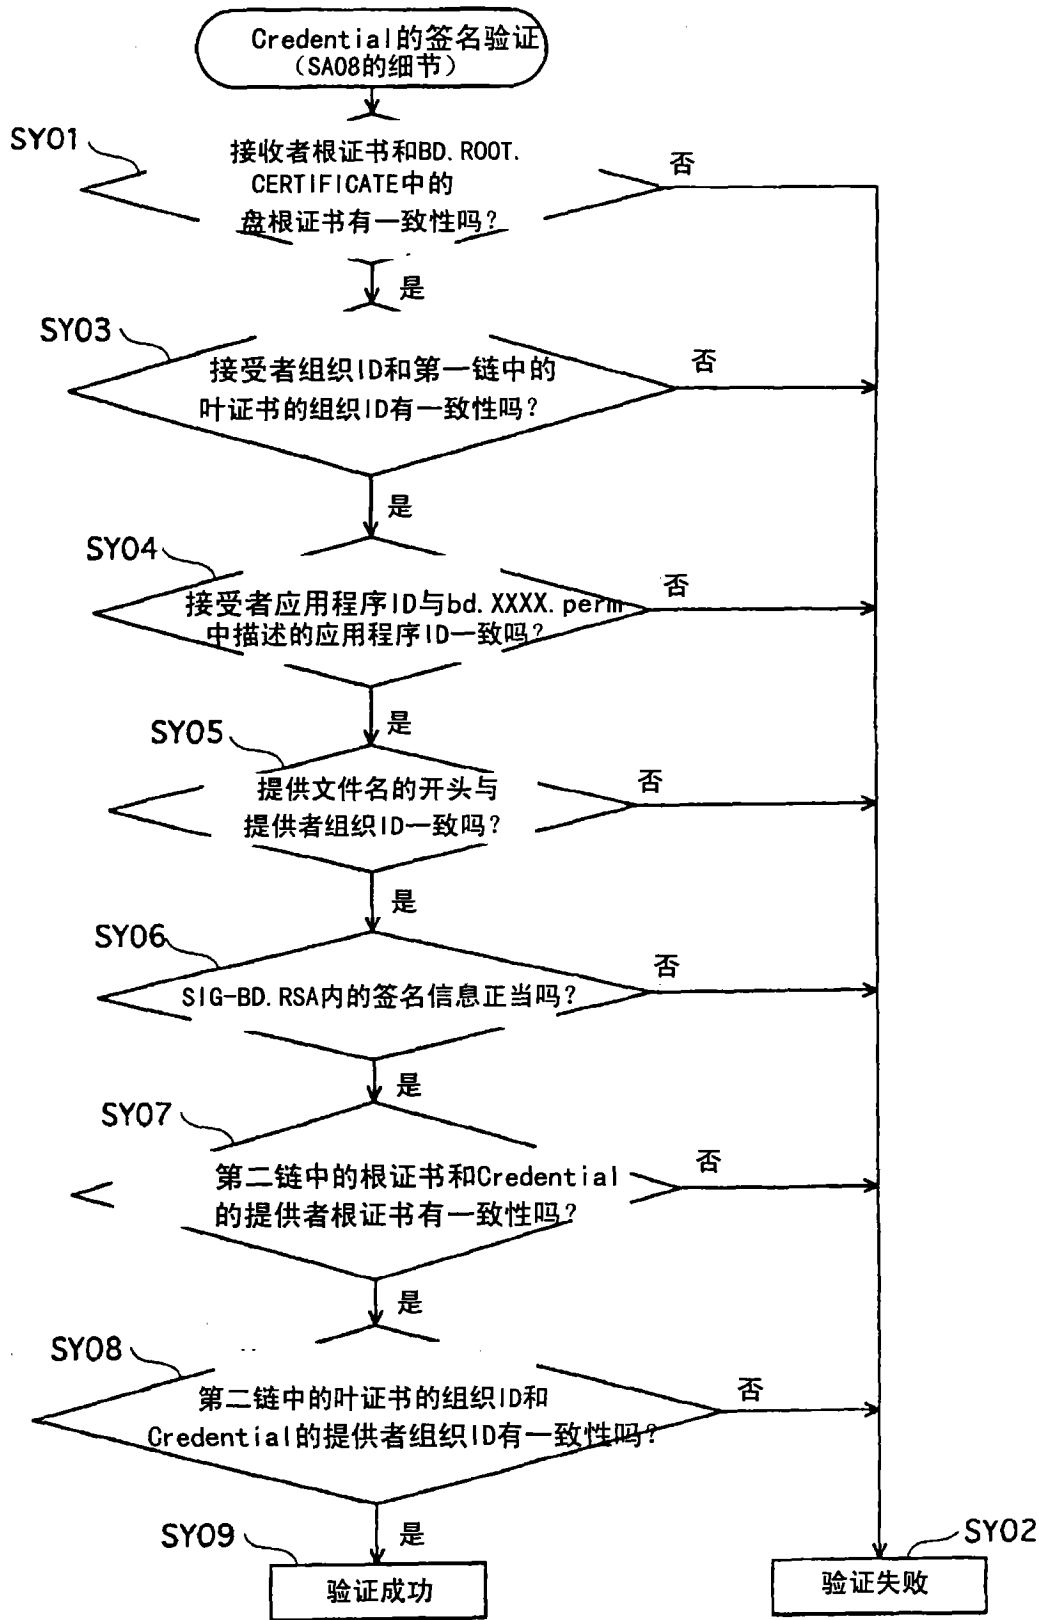 Credential的签名验证
（SA08的细节）
SY01
接收者根证书和BD.ROOT.
CERTIFICATE中的
盘根证书有一致性吗？
否
是
SY03
接受者组织ID和第一链中的
叶证书的组织ID有一致性吗？
否
是
SY04
接受者应用程序ID与bd.XXXX.perm
中描述的应用程序ID一致吗？
否
是
SY05
提供文件名的开头与
提供者组织ID一致吗？
否
是
SY06
SIG-BD.RSA内的签名信息正当吗？
否
是
SY07
第二链中的根证书和Credential
的提供者根证书有一致性吗？
否
是
SY08
第二链中的叶证书的组织ID和
Credential的提供者组织ID有一致性吗？
否
是
SY09
验证成功
SY02
验证失败